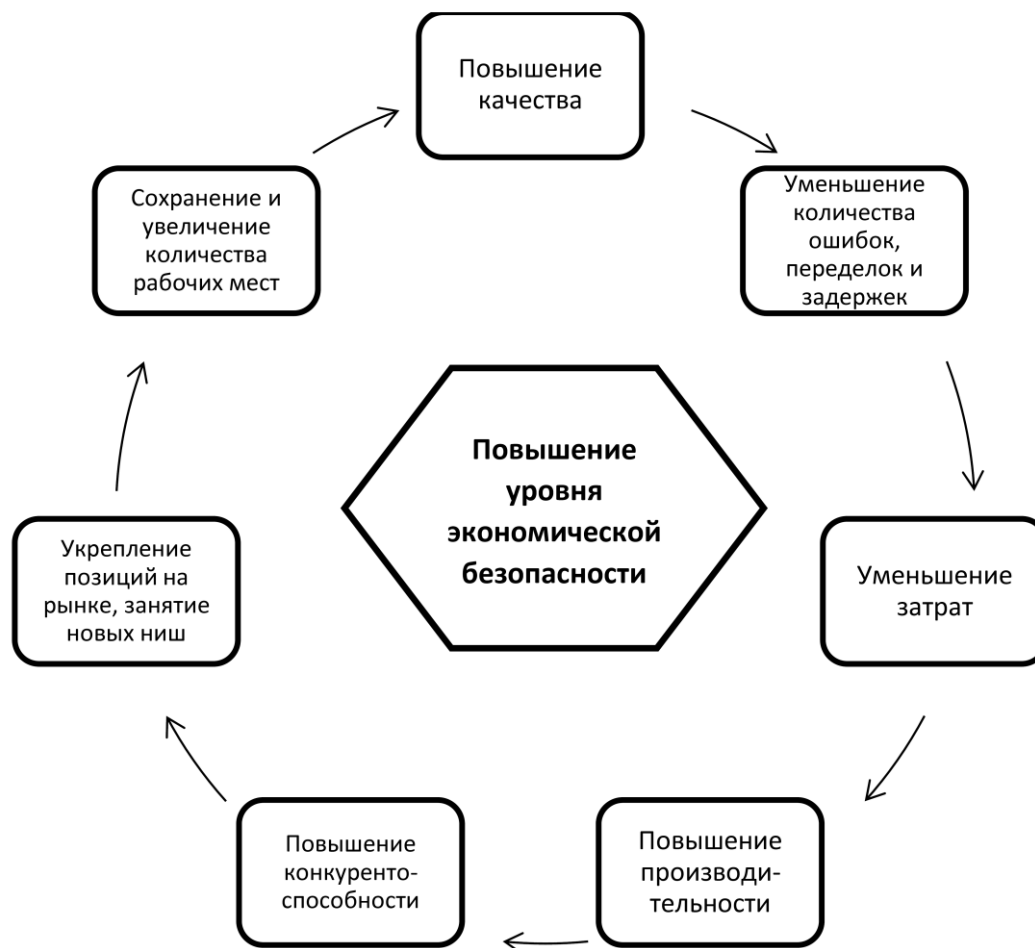 Повышение
качества
Уменьшение
количества
ошибок,
переделок и
задержек
Уменьшение
затрат
Повышение
производи-
тельности
Повышение
конкуренто-
способности
Укрепление
позиций на
рынке, занятие
новых ниш
Сохранение и
увеличение
количества
рабочих мест
Повышение
уровня
экономической
безопасности